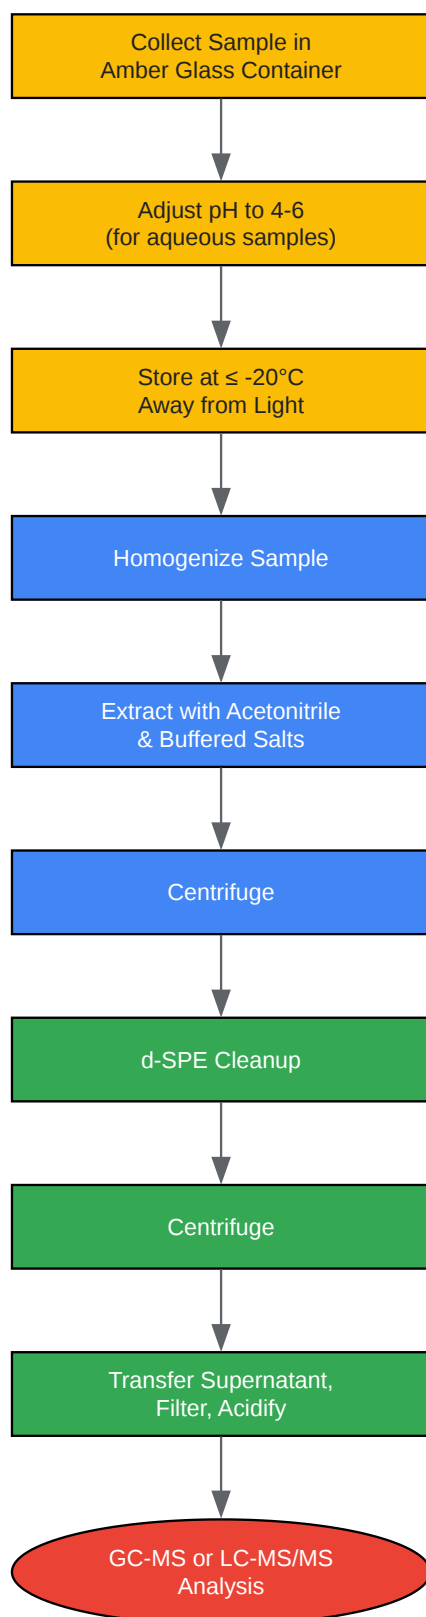 Collect Sample in
Amber Glass Container
Adjust pH to 4-6
(for aqueous samples)
Store at ≤ -20°C
Away from Light
Homogenize Sample
Extract with Acetonitrile
& Buffered Salts
Centrifuge
d-SPE Cleanup
Centrifuge
Transfer Supernatant,
Filter, Acidify
GC-MS or LC-MS/MS
Analysis